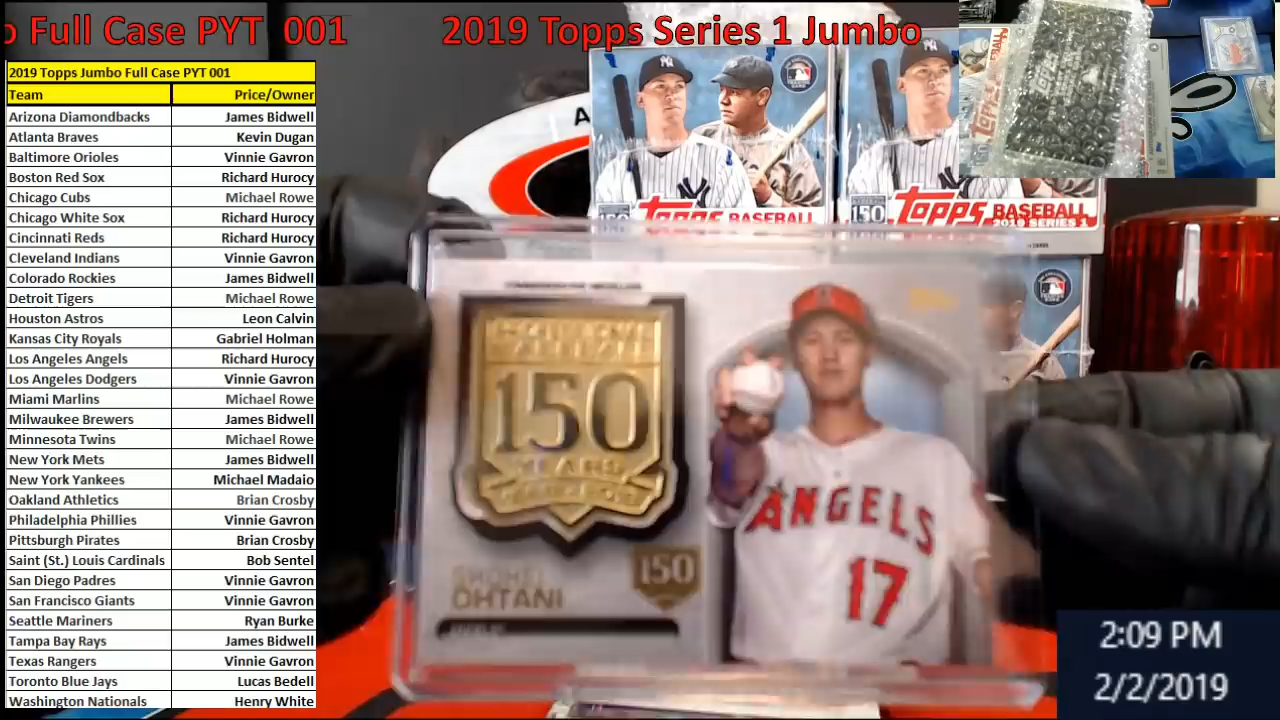 o Full Case PYT 001
2019 Topps Series 1 Jumbo
2019 Topps Jumbo Full Case PYT 001
Team Price/Owner
Arizona Diamondbacks James Bidwell
Atlanta Braves Kevin Dugan
Baltimore Orioles Vinnie Gavron
Boston Red Sox Richard Hurocy
Chicago Cubs Michael Rowe
Chicago White Sox Richard Hurocy
Cincinnati Reds Richard Hurocy
Cleveland Indians Vinnie Gavron
Colorado Rockies James Bidwell
Detroit Tigers Michael Rowe
Houston Astros Leon Calvin
Kansas City Royals Gabriel Holman
Los Angeles Angels Richard Hurocy
Los Angeles Dodgers Vinnie Gavron
Miami Marlins Michael Rowe
Milwaukee Brewers James Bidwell
Minnesota Twins Michael Rowe
New York Mets James Bidwell
New York Yankees Michael Madaio
Oakland Athletics Brian Crosby
Philadelphia Phillies Vinnie Gavron
Pittsburgh Pirates Brian Crosby
Saint (St.) Louis Cardinals Bob Sentel
San Diego Padres Vinnie Gavron
San Francisco Giants Vinnie Gavron
Seattle Mariners Ryan Burke
Tampa Bay Rays James Bidwell
Texas Rangers Vinnie Gavron
Toronto Blue Jays Lucas Bedell
Washington Nationals Henry White
A
150 Topps BASEBALL
150 Topps BASEBALL
2019 SERIES 1
150
YEARS
150
SHOHEI
OHTANI
ANGELS
17
2:09 PM
2/2/2019